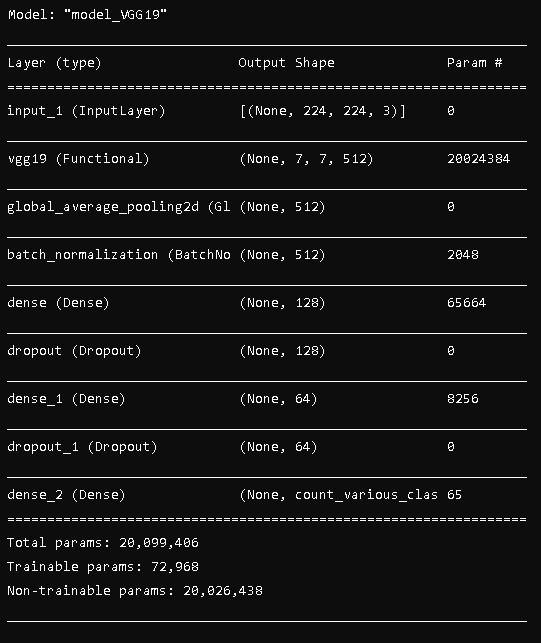 Model: "model_VGG19"
Layer (type) Output Shape Param #
input_1 (InputLayer) [(None, 224, 224, 3)] 0
vgg19 (Functional) (None, 7, 7, 512) 20024384
global_average_pooling2d (Gl (None, 512) 0
batch_normalization (BatchNo (None, 512) 2048
dense (Dense) (None, 128) 65664
dropout (Dropout) (None, 128) 0
dense_1 (Dense) (None, 64) 8256
dropout_1 (Dropout) (None, 64) 0
dense_2 (Dense) (None, count_various_clas 65
Total params: 20,099,406
Trainable params: 72,968
Non-trainable params: 20,026,438